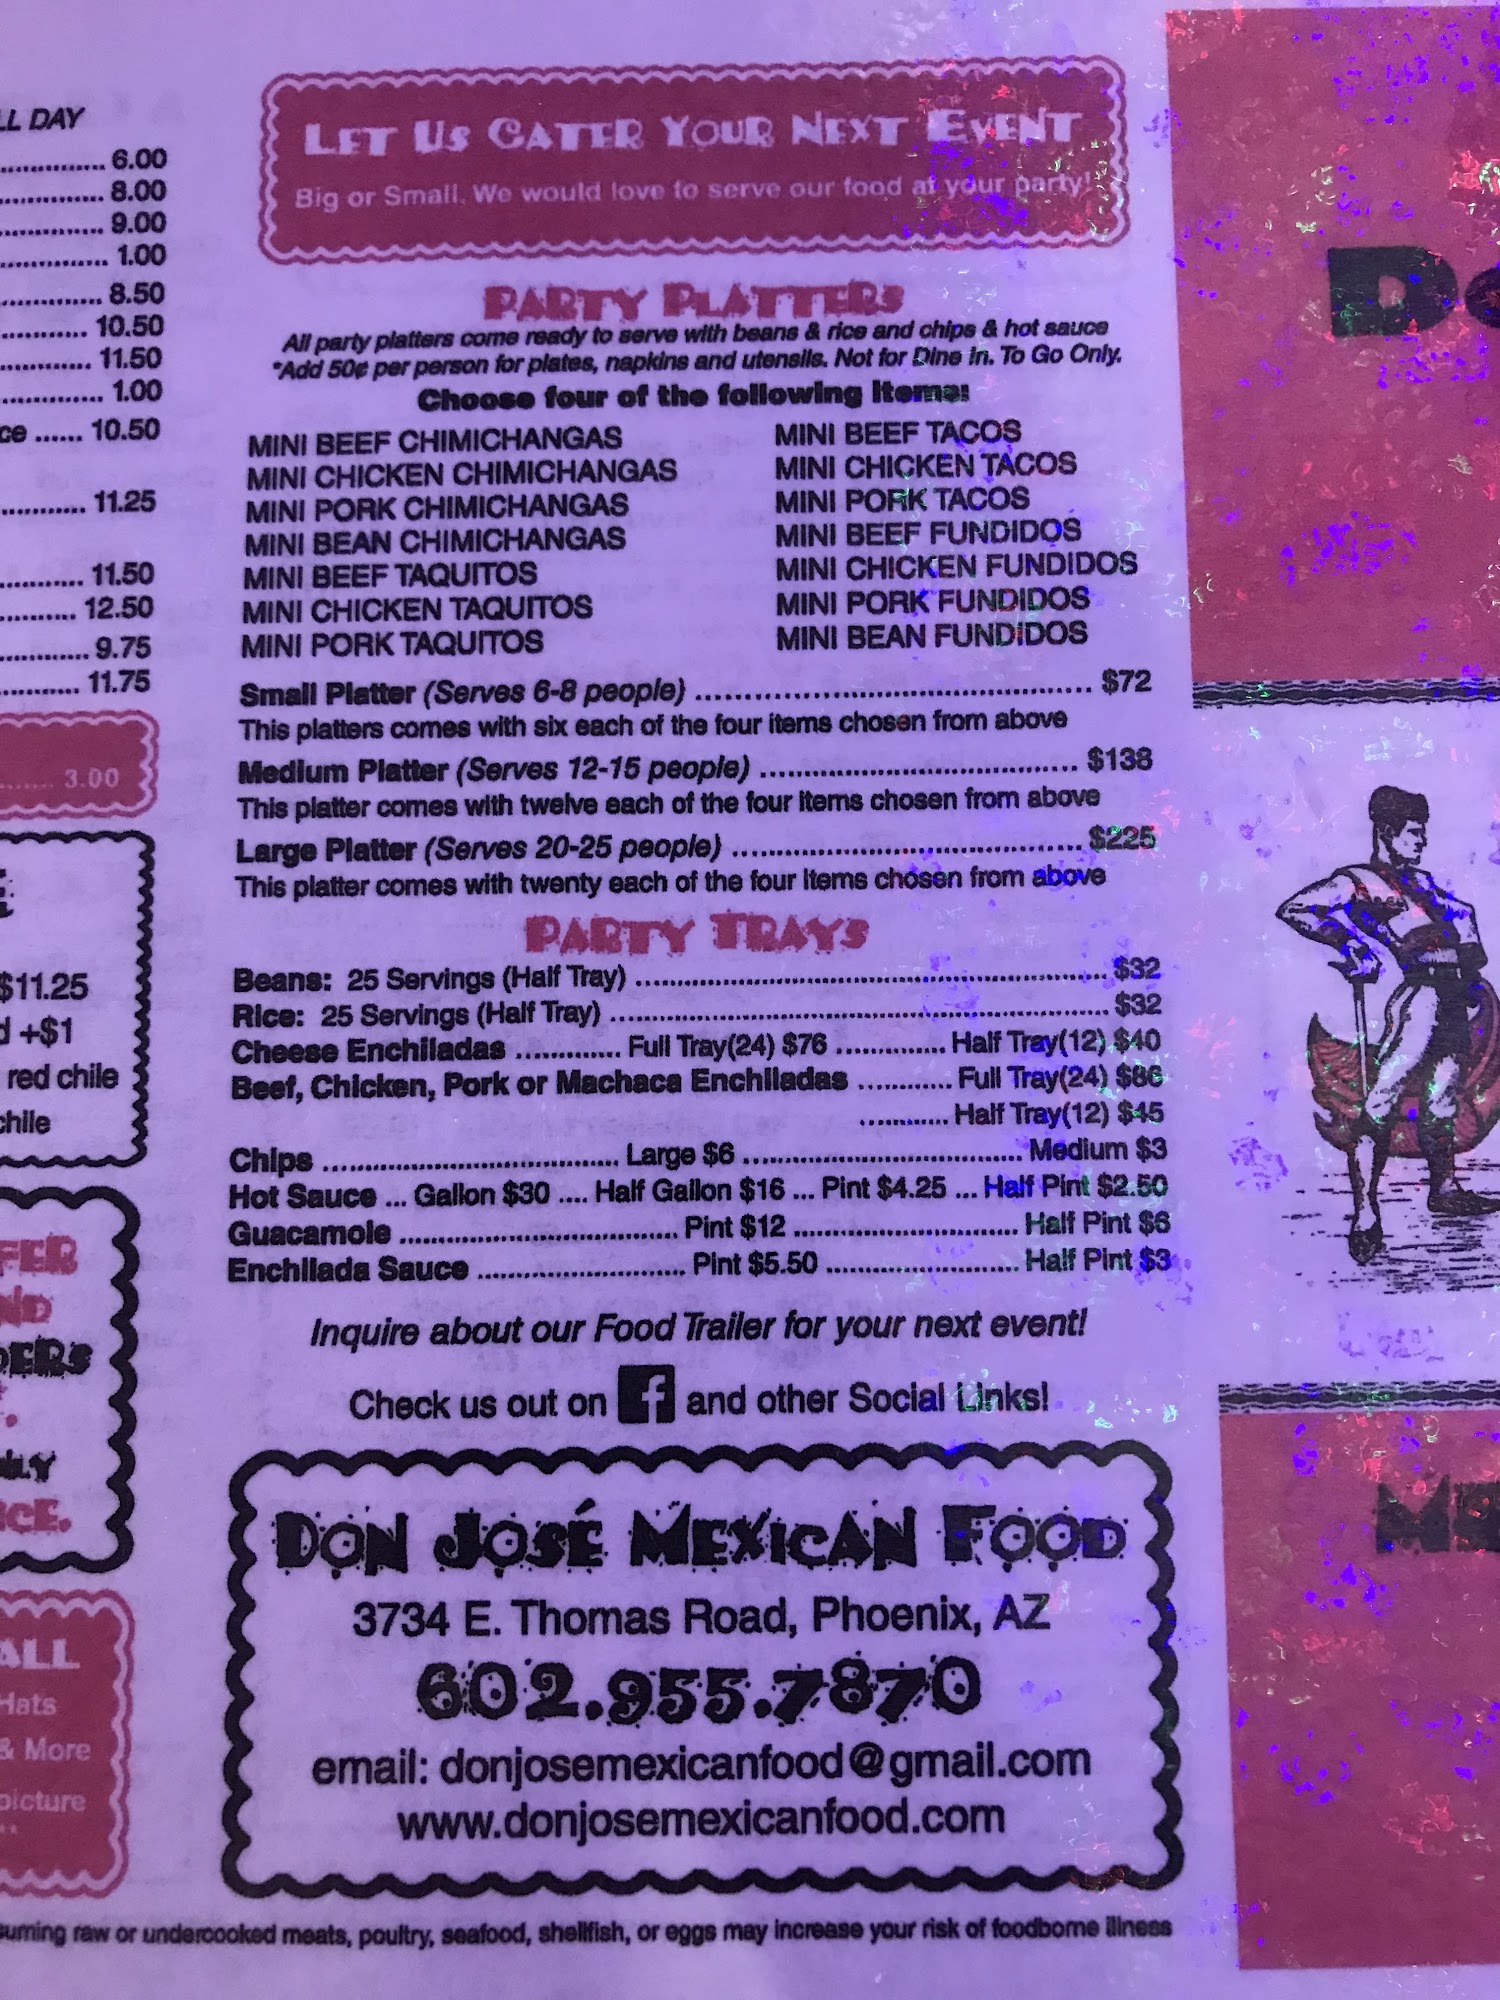 LL DAY
6.00
8.00
9.00
1.00
8.50
10.50
11.50
1.00
ce ...... 10.50
11.25
11.50
12.50
9.75
11.75
3.00
$11.25
d +$1
red chile
chile
FER
ND
DERS
LY
ICE.
ALL
Hats
& More
picture
**
LET US CATER YOUR NEXT EVENT
Big or Small. We would love to serve our food at your party!
PARTY PLATTERS
All party platters come ready to serve with beans & rice and chips & hot sauce
*Add 50¢ per person for plates, napkins and utensils. Not for Dine in. To Go Only.
Choose four of the following items:
MINI BEEF CHIMICHANGAS
MINI CHICKEN CHIMICHANGAS
MINI PORK CHIMICHANGAS
MINI BEAN CHIMICHANGAS
MINI BEEF TAQUITOS
MINI CHICKEN TAQUITOS
MINI PORK TAQUITOS
MINI BEEF TACOS
MINI CHICKEN TACOS
MINI PORK TACOS
MINI BEEF FUNDIDOS
MINI CHICKEN FUNDIDOS
MINI PORK FUNDIDOS
MINI BEAN FUNDIDOS
Small Platter (Serves 6-8 people) ........ $72
This platters comes with six each of the four items chosen from above
Medium Platter (Serves 12-15 people) ........ $138
This platter comes with twelve each of the four items chosen from above
Large Platter (Serves 20-25 people) ........ $225
This platter comes with twenty each of the four items chosen from above
PARTY TRAYS
Beans: 25 Servings (Half Tray) ........ $32
Rice: 25 Servings (Half Tray) ........ $32
Cheese Enchiladas ............. Full Tray(24) $76 .............. Half Tray(12) $40
Beef, Chicken, Pork or Machaca Enchiladas ............ Full Tray(24) $86
........... Half Tray(12) $45
Chips ........ Large $6 ........ Medium $3
Hot Sauce ... Gallon $30 .... Half Gallon $16 ... Pint $4.25 ... Half Pint $2.50
Guacamole ........ Pint $12 ........ Half Pint $6
Enchilada Sauce ........ Pint $5.50 ........ Half Pint $3
Inquire about our Food Trailer for your next event!
Check us out on f and other Social Links!
DON JOSÉ MEXICAN FOOD
3734 E. Thomas Road, Phoenix, AZ
602.955.7870
email: donjosemexicanfood@gmail.com
www.donjosemexicanfood.com
suming raw or undercooked meats, poultry, seafood, shellfish, or eggs may increase your risk of foodborne illness
Do
ME